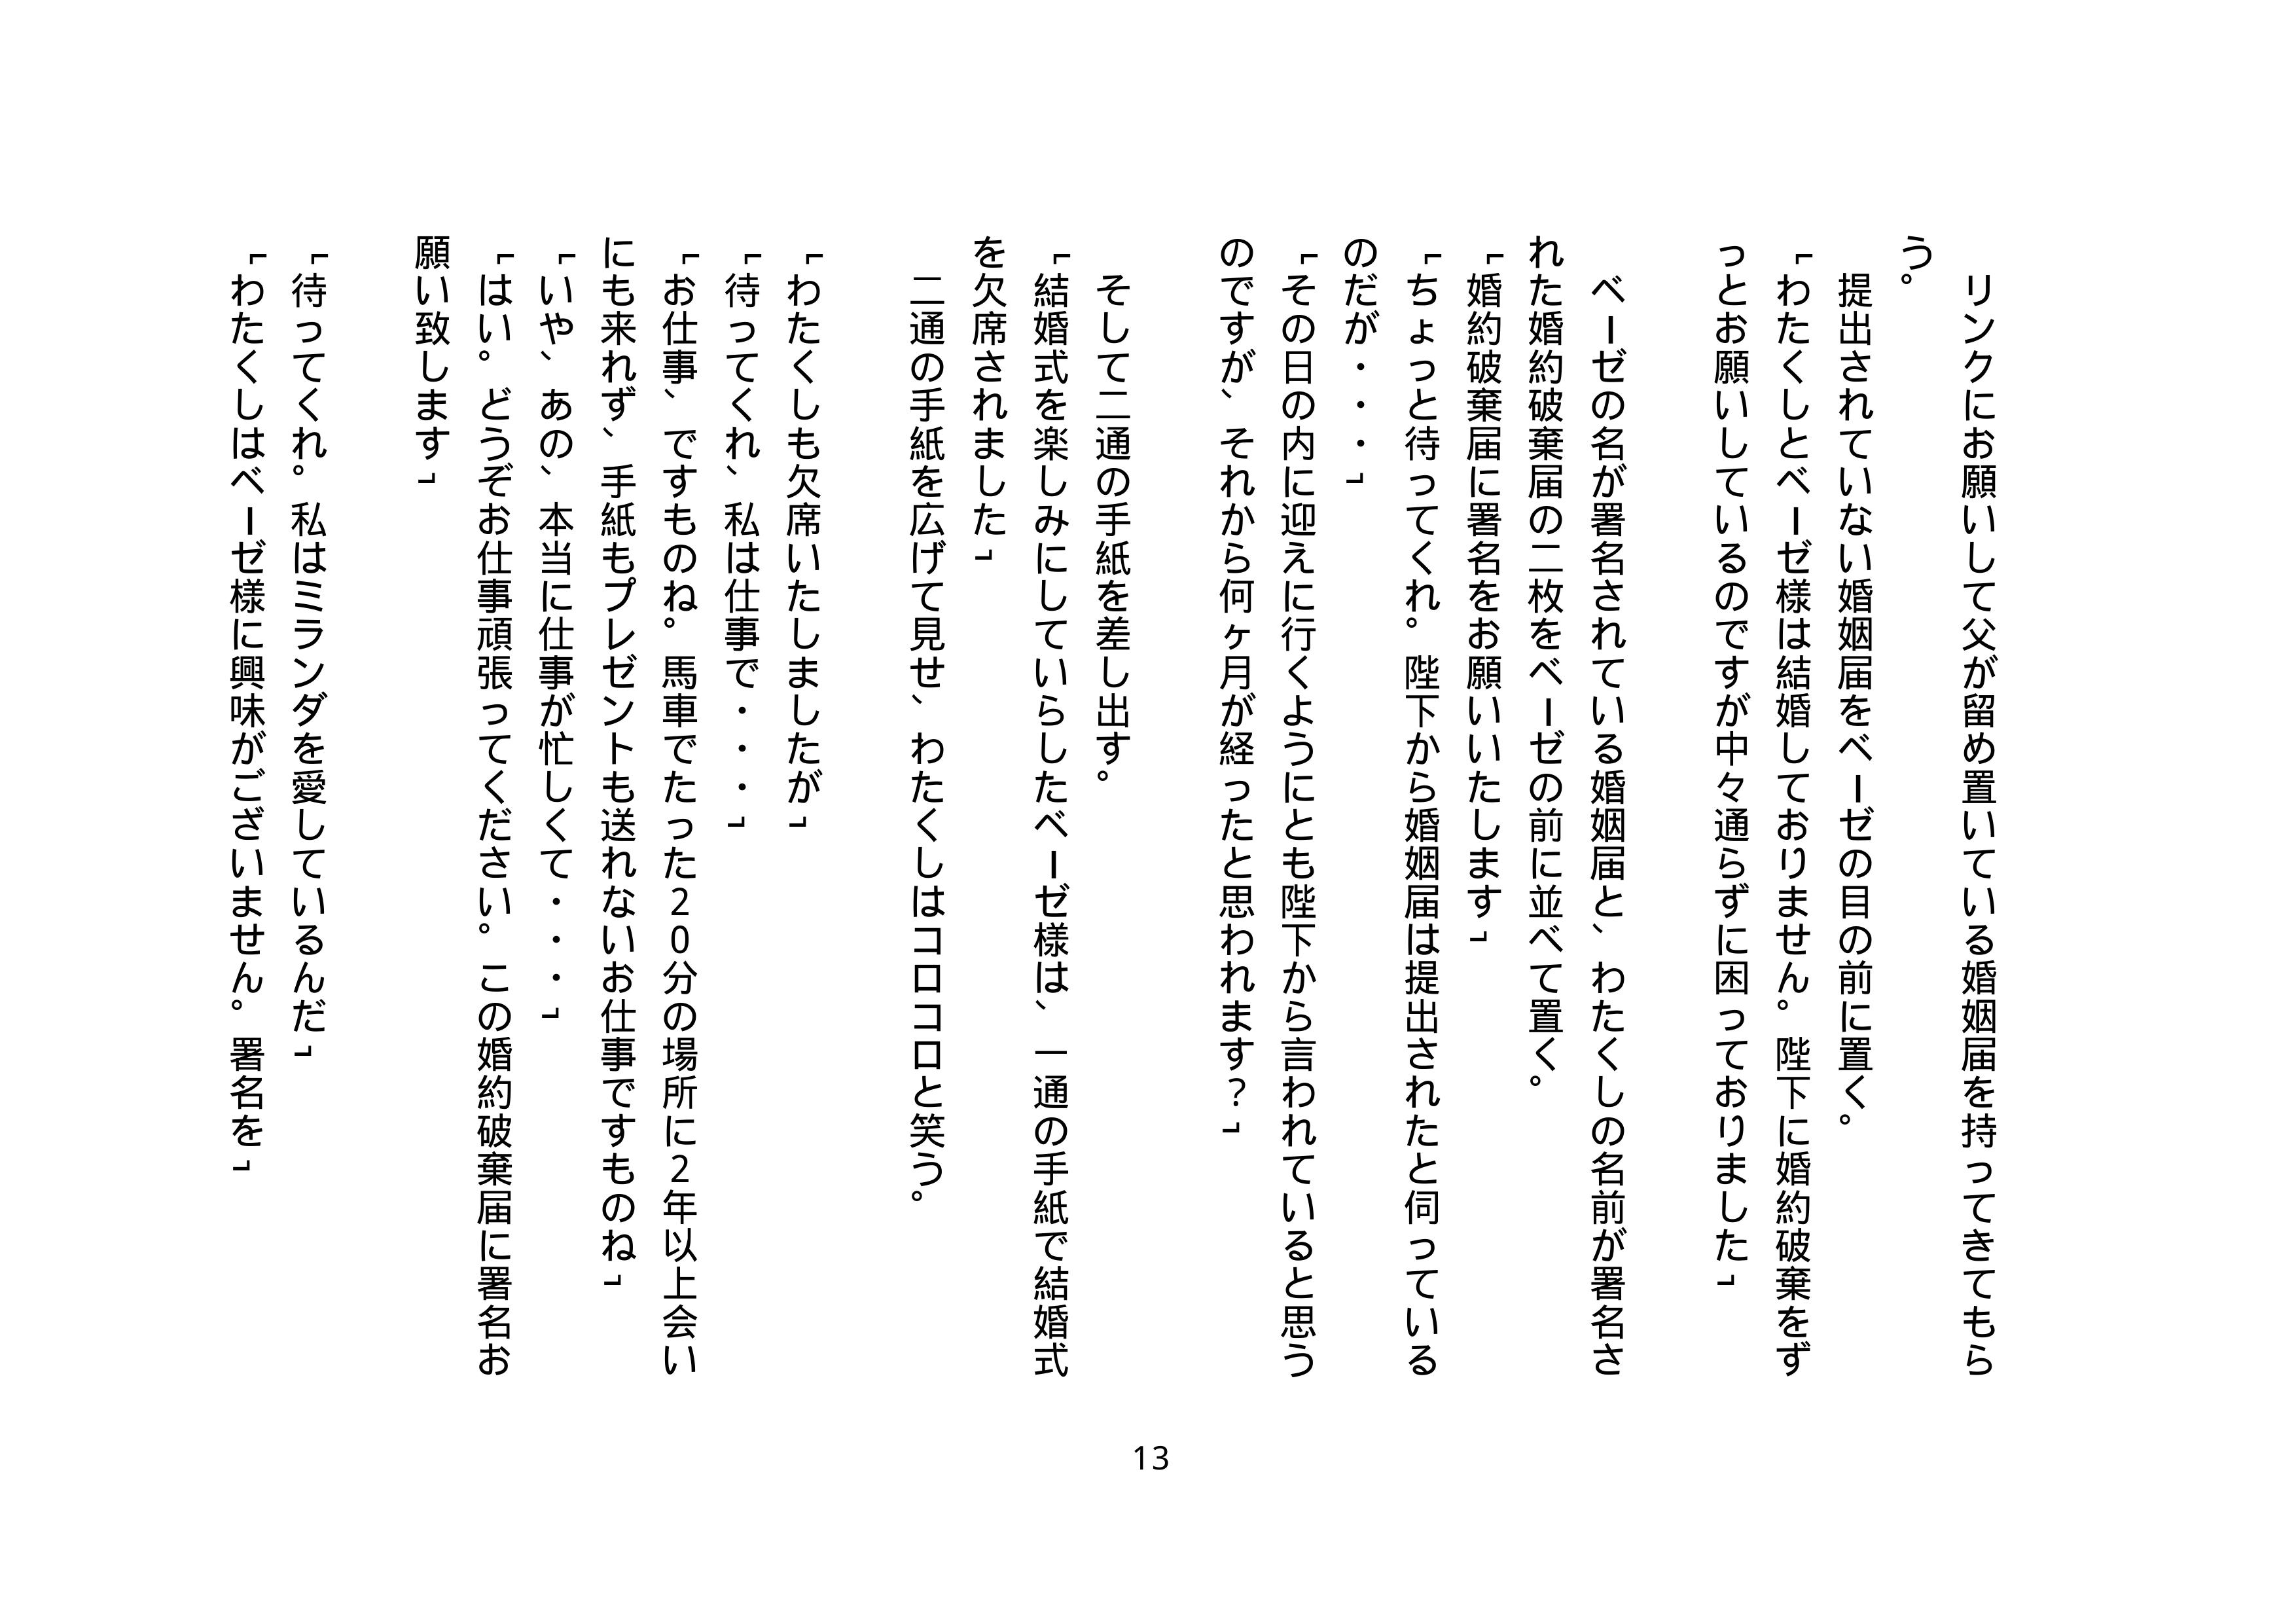 リンクにお願いして父が留め置いている婚姻届を持ってきてもら
う。
提出されていない婚姻届をベーゼの目の前に置く。
「わたくしとベーゼ様は結婚しておりません。陛下に婚約破棄をず
っとお願いしているのですが中々通らずに困っておりました」
ベーゼの名が署名されている婚姻届と、わたくしの名前が署名さ
れた婚約破棄届の二枚をベーゼの前に並べて置く。
「婚約破棄届に署名をお願いいたします」
「ちょっと待ってくれ。陛下から婚姻届は提出されたと伺っている
のだが・・・」
「その日の内に迎えに行くようにとも陛下から言われていると思う
のですが、それから何ヶ月が経ったと思われます？」
そして二通の手紙を差し出す。
「結婚式を楽しみにしていらしたベーゼ様は、一通の手紙で結婚式
を欠席されました」
二通の手紙を広げて見せ、わたくしはコロコロと笑う。
「わたくしも欠席いたしましたが」
「待ってくれ、私は仕事で・・・」
「お仕事、ですものね。馬車でたった２０分の場所に２年以上会い
にも来れず、手紙もプレゼントも送れないお仕事ですものね」
「いや、あの、本当に仕事が忙しくて・・・」
「はい。どうぞお仕事頑張ってください。この婚約破棄届に署名お
願い致します」
「待ってくれ。私はミランダを愛しているんだ」
「わたくしはベーゼ様に興味がございません。署名を」
13